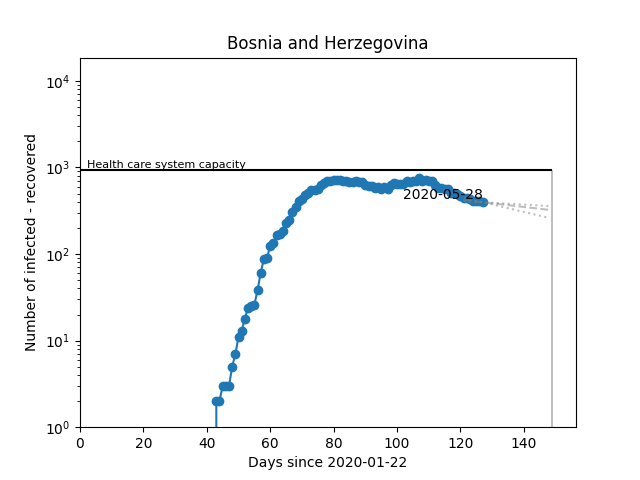 Bosnia and Herzegovina
Number of infected - recovered
10^4
10^3
10^2
10^1
10^0
Health care system capacity
2020-05-28
0 20 40 60 80 100 120 140
Days since 2020-01-22